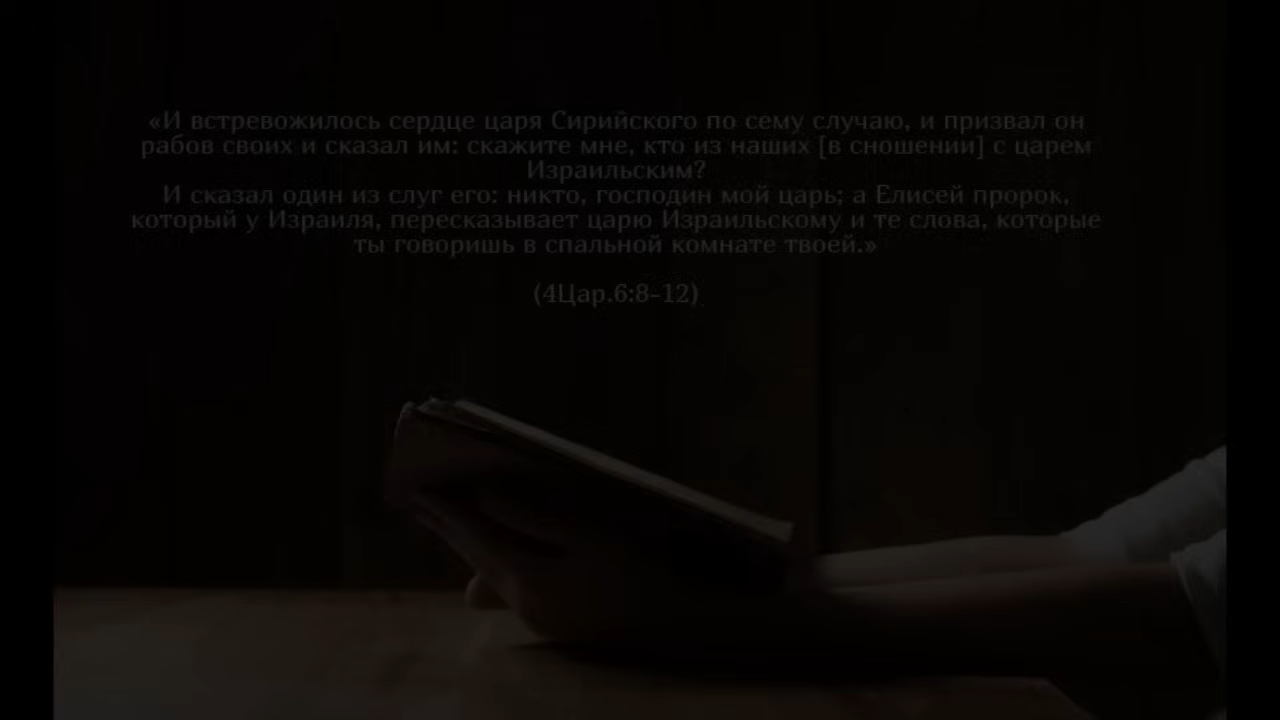 «И встревожилось сердце царя Сирийского по сему случаю, и призвал он
рабов своих и сказал им: скажите мне, кто из наших [в сношении] с царем
Израильским?
И сказал один из слуг его: никто, господин мой царь; а Елисей пророк,
который у Израиля, пересказывает царю Израильскому и те слова, которые
ты говоришь в спальной комнате твоей.»
(4Цар.6:8-12)